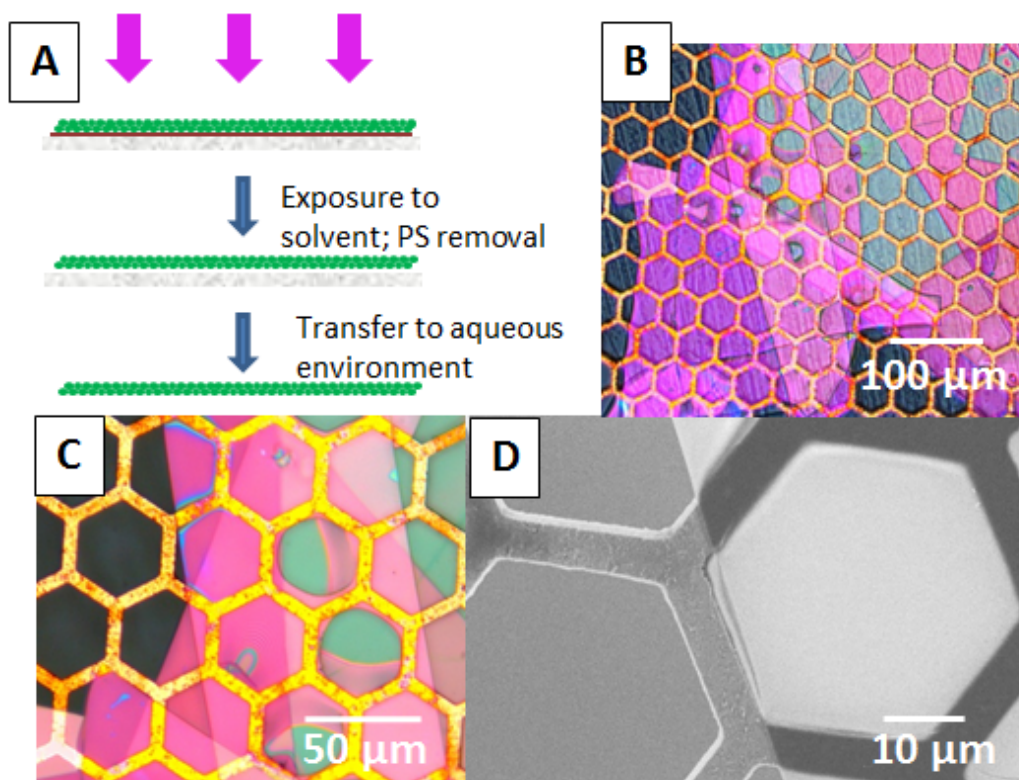 A
Exposure to
solvent; PS removal
Transfer to aqueous
environment
B
100 µm
C
50 µm
D
10 µm